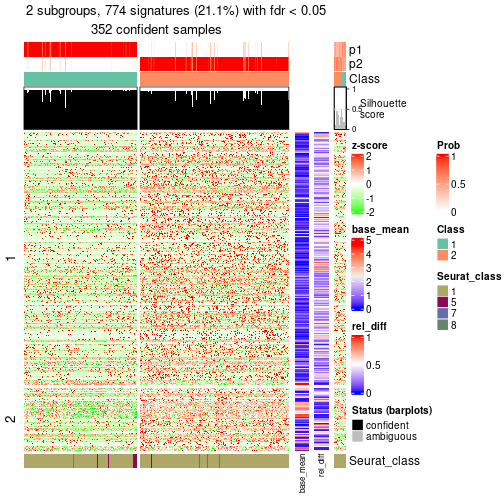 2 subgroups, 774 signatures (21.1%) with fdr < 0.05
352 confident samples
p1
p2
Class
1
0.5
0
Silhouette
score
1
2
z-score
2
1
0
-1
-2
Prob
1
0.5
0
base_mean
5
4
3
2
1
0
Class
1
2
Seurat_class
1
5
7
8
rel_diff
1
0.5
0
Status (barplots)
confident
ambiguous
Seurat_class
base_mean
rel_diff